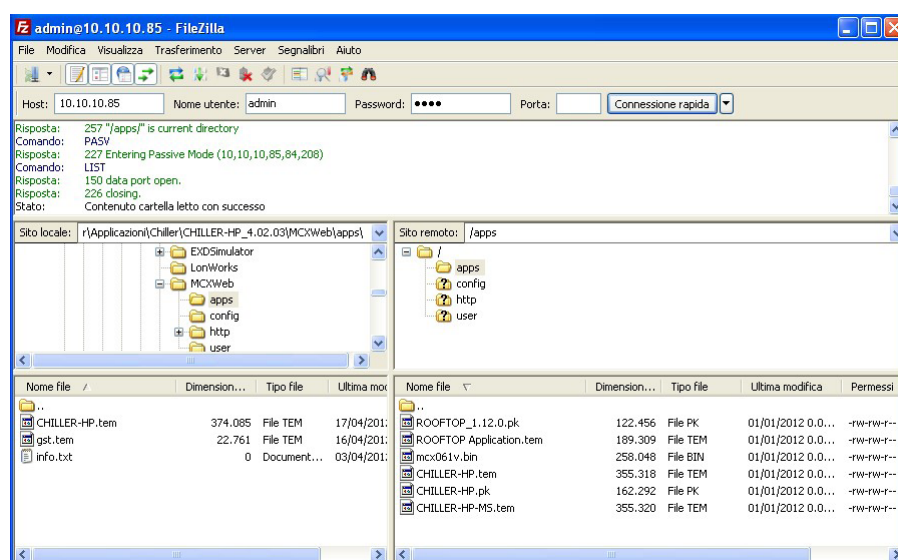 admin@10.10.10.85 - FileZilla
File Modifica Visualizza Trasferimento Server Segnalibri Aiuto
Host: 10.10.10.85 Nome utente: admin Password: •••• Porta: Connessione rapida
Risposta: 257 "/apps/" is current directory
Comando: PASV
Risposta: 227 Entering Passive Mode (10,10,10,85,84,208)
Comando: LIST
Risposta: 150 data port open.
Risposta: 226 closing.
Stato: Contenuto cartella letto con successo
Sito locale: r\Applicazioni\Chiller\CHILLER-HP_4.02.03\MCXWeb\apps\ Sito remoto: /apps
EXDSimulator
LonWorks
MCXWeb
apps
config
http
user
/
apps
config
http
user
Nome file Dimension... Tipo file Ultima mod
..
CHILLER-HP.tem 374.085 File TEM 17/04/201
gst.tem 22.761 File TEM 16/04/201
info.txt 0 Document... 03/04/201
Nome file Dimension... Tipo file Ultima modifica Permessi
..
ROOFTOP_1.12.0.pk 122.456 File PK 01/01/2012 0.0... -rw-rw-r--
ROOFTOP Application.tem 189.309 File TEM 01/01/2012 0.0... -rw-rw-r--
mcx061v.bin 258.048 File BIN 01/01/2012 0.0... -rw-rw-r--
CHILLER-HP.tem 355.318 File TEM 01/01/2012 0.0... -rw-rw-r--
CHILLER-HP.pk 162.292 File PK 01/01/2012 0.0... -rw-rw-r--
CHILLER-HP-MS.tem 355.320 File TEM 01/01/2012 0.0... -rw-rw-r--